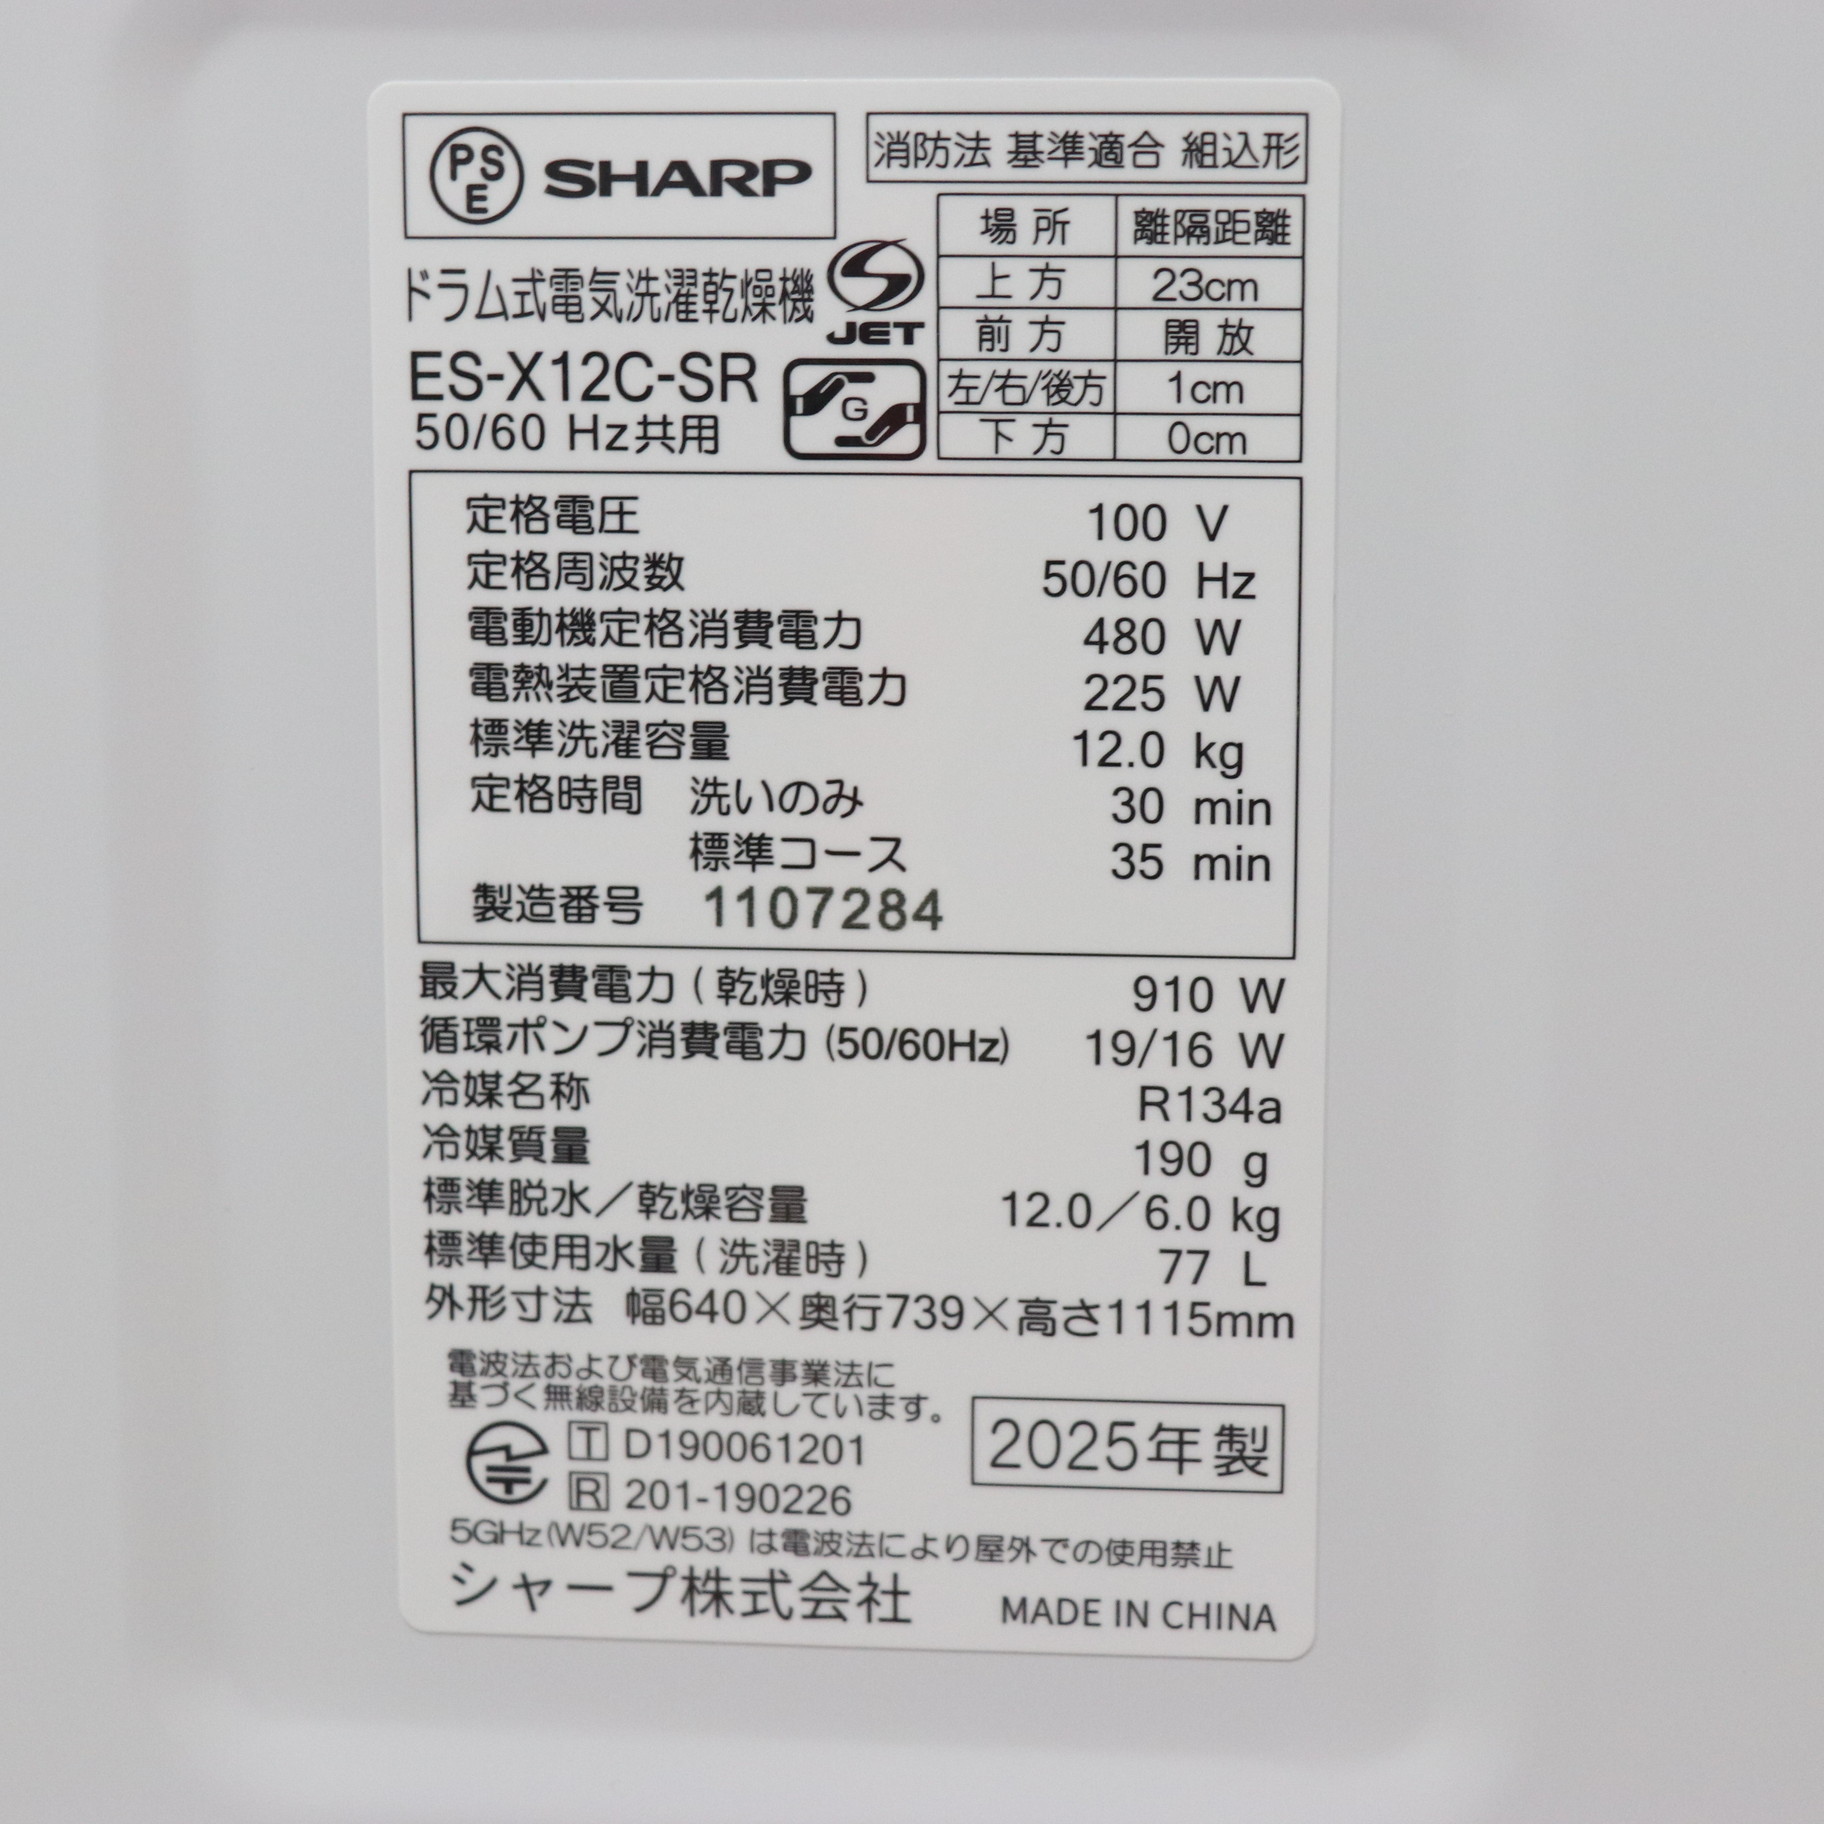 PSE SHARP
消防法 基準適合 組込形
場所 離隔距離
上方 23cm
前方 開放
左/右/後方 1cm
下方 0cm
ドラム式電気洗濯乾燥機
S JET
ES-X12C-SR
G
50/60 Hz共用
定格電圧 100 V
定格周波数 50/60 Hz
電動機定格消費電力 480 W
電熱装置定格消費電力 225 W
標準洗濯容量 12.0 kg
定格時間 洗いのみ 30 min
標準コース 35 min
製造番号 1107284
最大消費電力(乾燥時) 910 W
循環ポンプ消費電力(50/60Hz) 19/16 W
冷媒名称 R134a
冷媒質量 190 g
標準脱水/乾燥容量 12.0/6.0 kg
標準使用水量(洗濯時) 77 L
外形寸法 幅640×奥行739×高さ1115mm
電波法および電気通信事業法に
基づく無線設備を内蔵しています。
T D190061201
R 201-190226
2025年製
5GHz(W52/W53)は電波法により屋外での使用禁止
シャープ株式会社
MADE IN CHINA